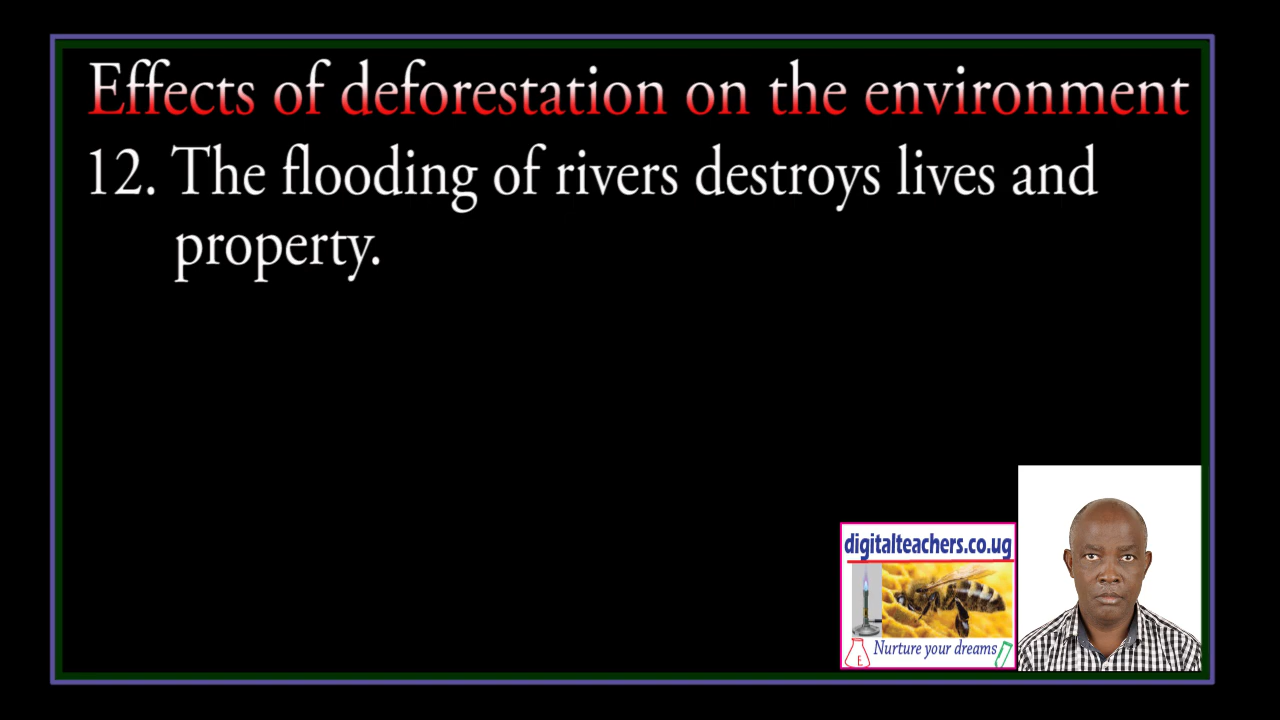 Effects of deforestation on the environment
12. The flooding of rivers destroys lives and
property.
digitalteachers.co.ug
E
Nurture your dreams